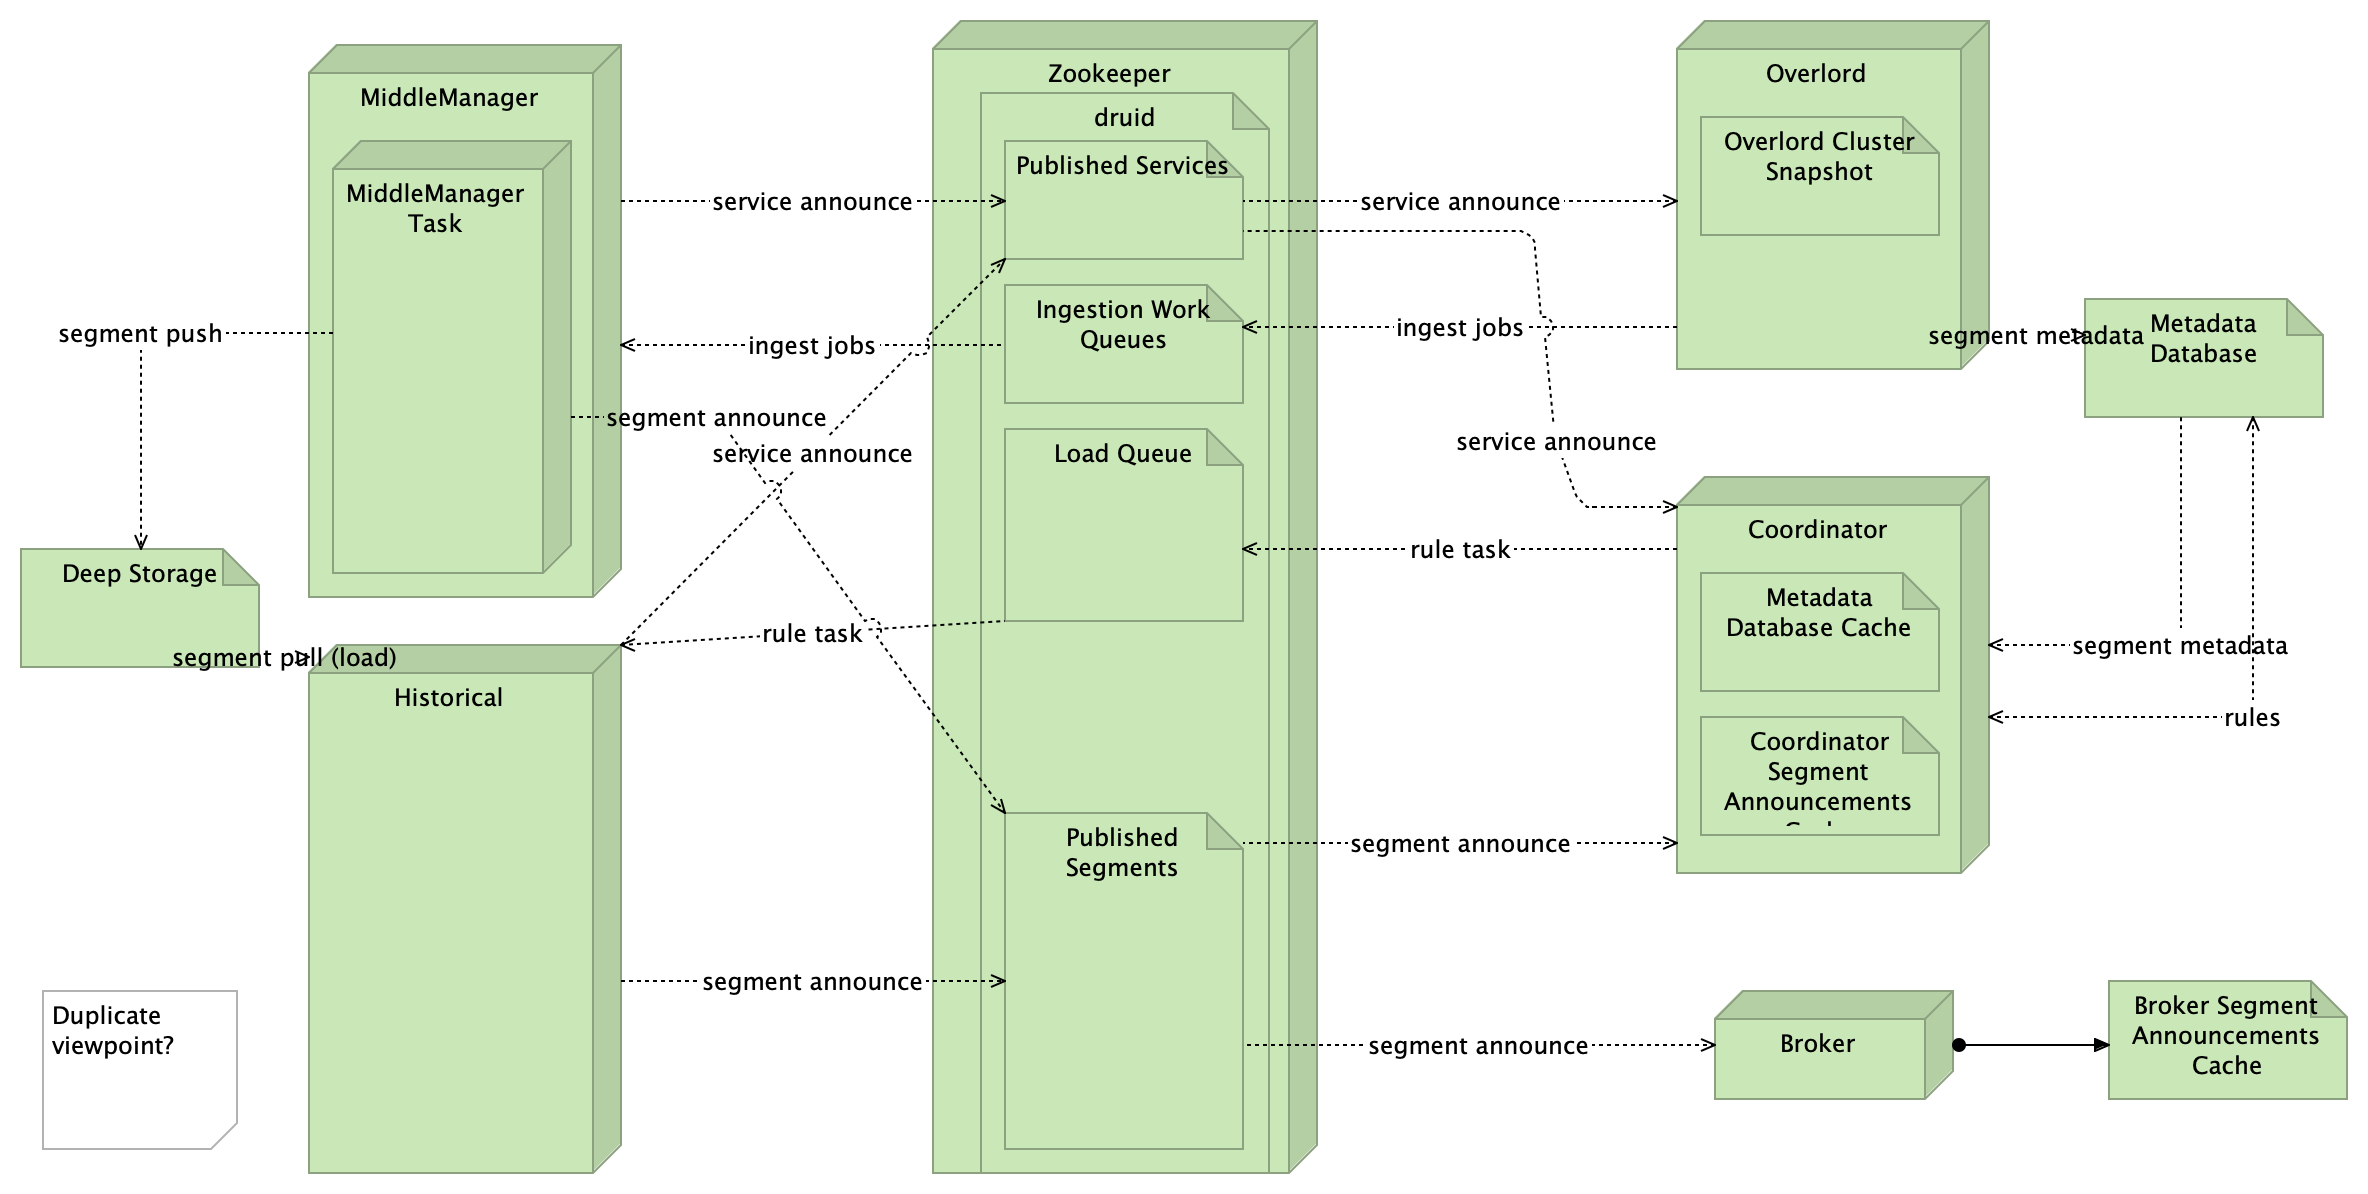 MiddleManager
MiddleManager
Task
segment push
Deep Storage
segment pull (load)
Historical
Duplicate
viewpoint?
service announce
ingest jobs
segment announce
service announce
rule task
segment announce
Zookeeper
druid
Published Services
Ingestion Work
Queues
Load Queue
Published
Segments
service announce
ingest jobs
service announce
rule task
segment announce
segment announce
Overlord
Overlord Cluster
Snapshot
segment metadata
Metadata
Database
Coordinator
Metadata
Database Cache
Coordinator
Segment
Announcements
segment metadata
rules
Broker
Broker Segment
Announcements
Cache